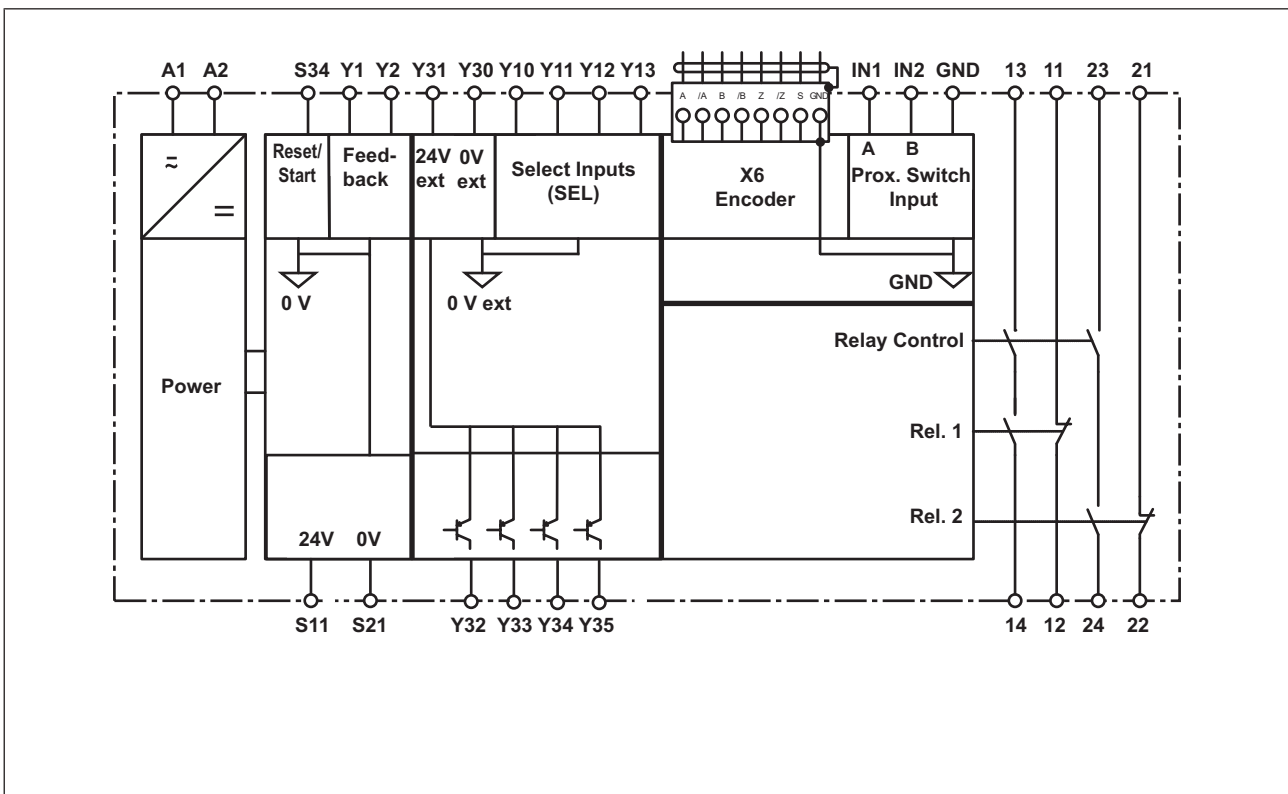 A1 A2 S34 Y1 Y2 Y31 Y30 Y10 Y11 Y12 Y13 IN1 IN2 GND 13 11 23 21
A /A B /B Z /Z S GND
Reset/
Start
Feed-
back
24V
ext
0V
ext
Select Inputs
(SEL)
X6
Encoder
A B
Prox. Switch
Input
0 V
0 V ext
GND
Relay Control
Power
Rel. 1
Rel. 2
24V 0V
S11 S21 Y32 Y33 Y34 Y35 14 12 24 22